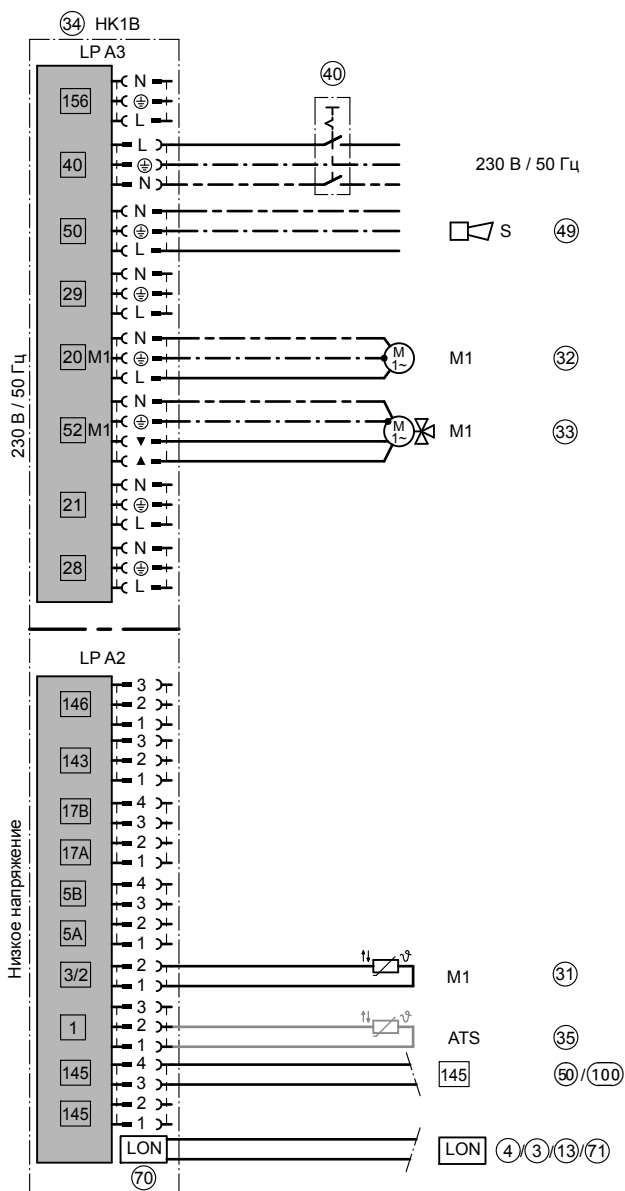 34 HK1B
LP A3
40
N
156
L
L
40
230 В / 50 Гц
N
N
50
S 49
L
N
29
L
N
20 M1
M 1~
M1 32
L
N
52 M1
M 1~
M1 33
▼
▲
N
21
L
N
28
L
230 В / 50 Гц
LP A2
3
146 2
1
3
143 2
1
17B 4
3
17A 2
1
5B 4
3
5A 2
1
3/2 2
ϑ
M1 31
1
3
1 2
ϑ
ATS 35
1
145 4
145 50/100
3
145 2
1
LON
LON 4/3/13/71
70
Низкое напряжение